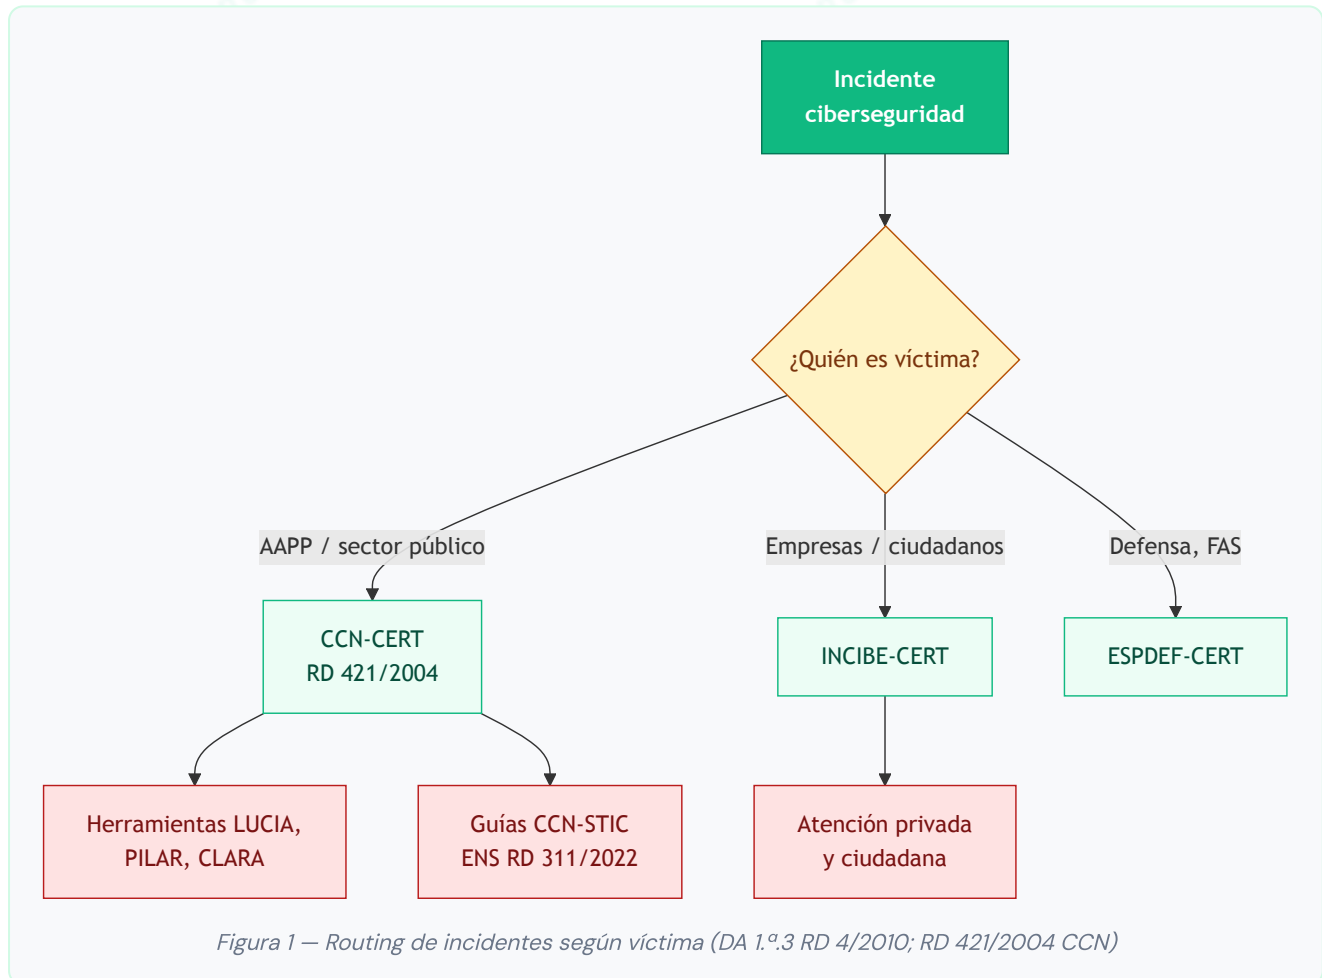 Incidente
ciberseguridad
¿Quién es víctima?
AAPP / sector público
Empresas / ciudadanos
Defensa, FAS
CCN-CERT
RD 421/2004
INCIBE-CERT
ESPDEF-CERT
Herramientas LUCIA,
PILAR, CLARA
Guías CCN-STIC
ENS RD 311/2022
Atención privada
y ciudadana
Figura 1 — Routing de incidentes según víctima (DA 1.ª.3 RD 4/2010; RD 421/2004 CCN)